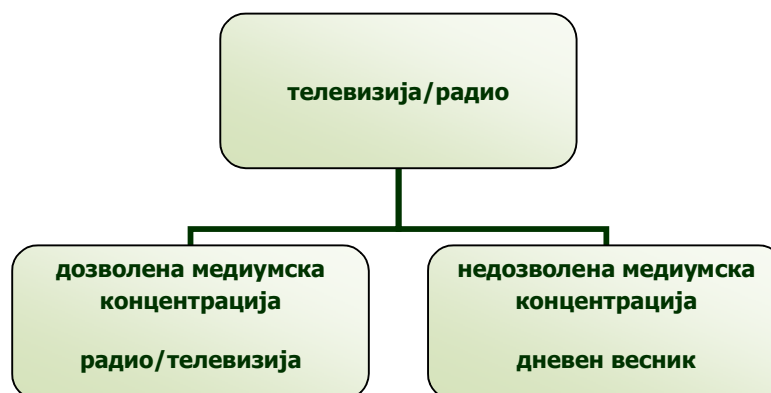 телевизија/радио
дозволена медиумска
концентрација
радио/телевизија
недозволена медиумска
концентрација
дневен весник